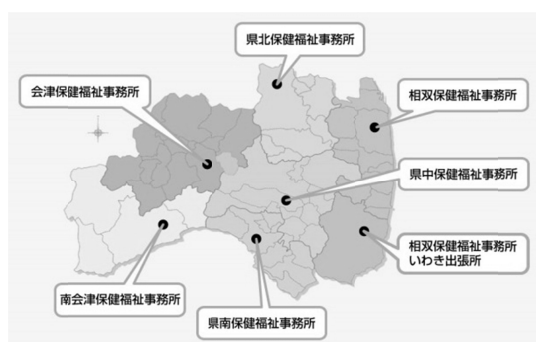 県北保健福祉事務所
会津保健福祉事務所
相双保健福祉事務所
県中保健福祉事務所
相双保健福祉事務所
いわき出張所
南会津保健福祉事務所
県南保健福祉事務所